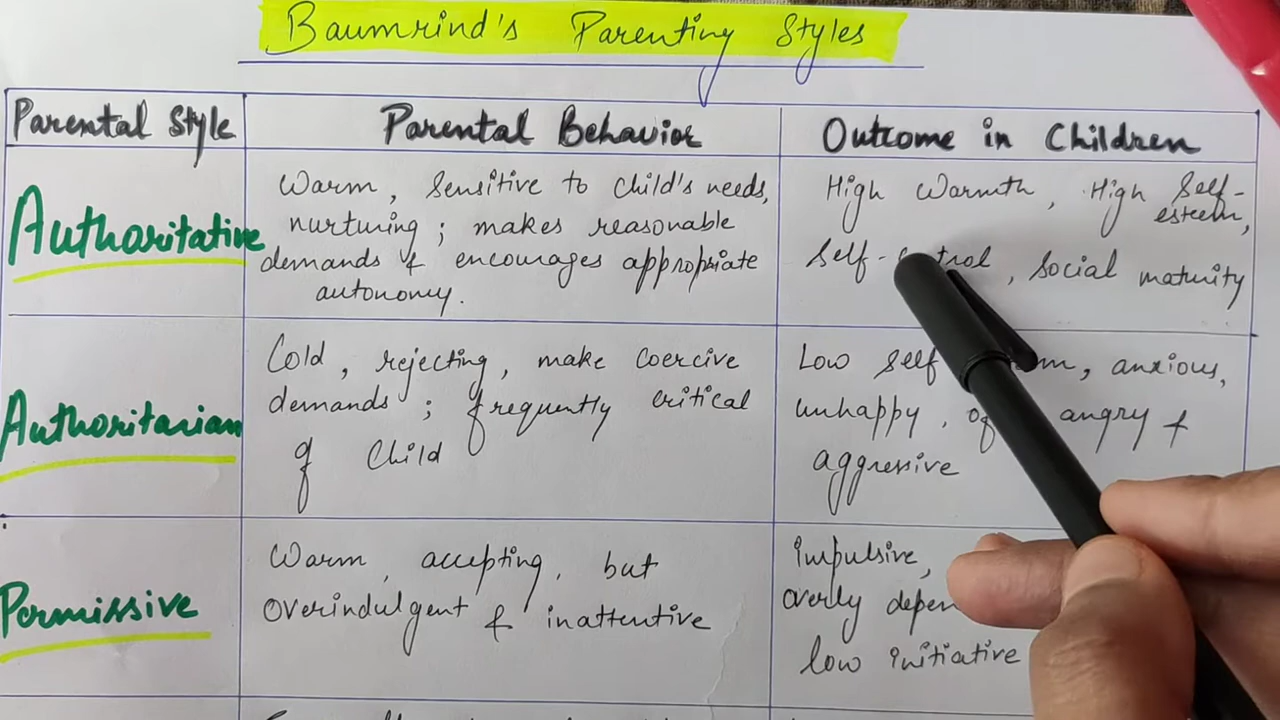 Baumrind's Parenting Styles
Parental Style
Parental Behavior
Outcome in Children
Authoritative
Warm, Sensitive to Child's needs,
nurturing; makes reasonable
demands & encourages appropriate
autonomy.
High Warmth, High Self-
esteem,
Self-control, Social maturity
Authoritarian
Cold, rejecting, make Coercive
demands; frequently critical
of Child
Low self, anxious,
unhappy, angry &
aggressive
Permissive
Warm, accepting, but
Overindulgent & inattentive
impulsive,
Overly
low initiative